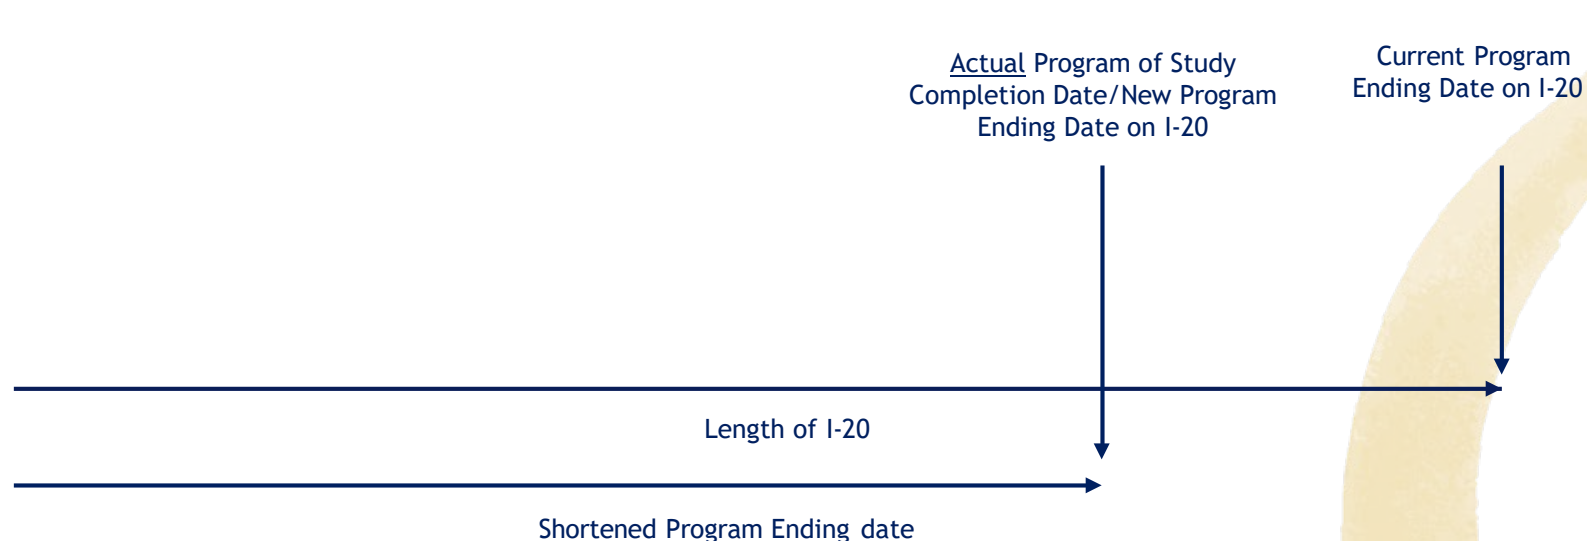 Actual Program of Study
Completion Date/New Program
Ending Date on I-20
Current Program
Ending Date on I-20
Length of I-20
Shortened Program Ending date